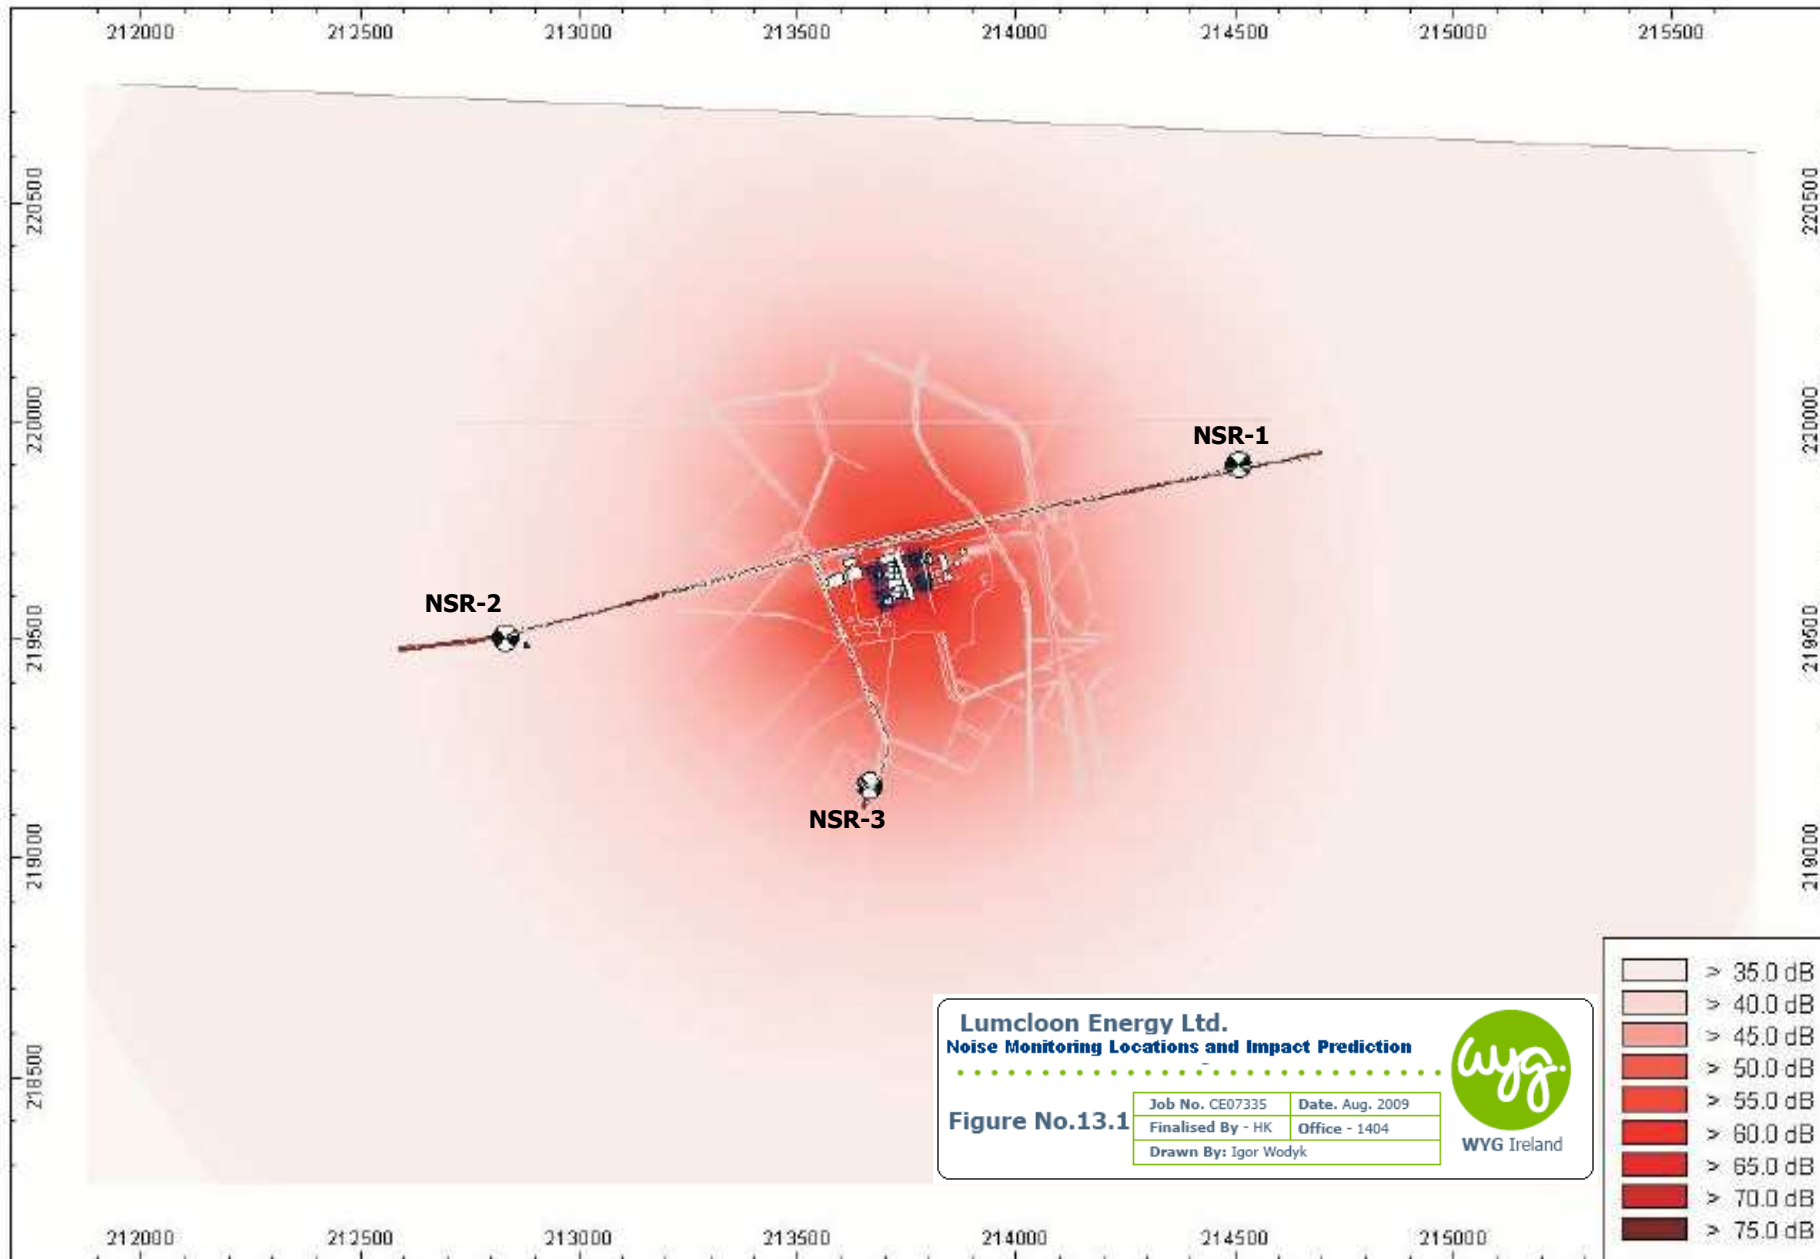 212000 212500 213000 213500 214000 214500 215000 215500
220500 220500
220000 220000
NSR-1
NSR-2
219500 219500
NSR-3
219000 219000
218500
Lumcloon Energy Ltd.
Noise Monitoring Locations and Impact Prediction
Figure No.13.1
Job No. CE07335 Date. Aug. 2009
Finalised By - HK Office - 1404
Drawn By: Igor Wodyk
wyg.
WYG Ireland
> 35.0 dB
> 40.0 dB
> 45.0 dB
> 50.0 dB
> 55.0 dB
> 60.0 dB
> 65.0 dB
> 70.0 dB
> 75.0 dB
212000 212500 213000 213500 214000 214500 215000